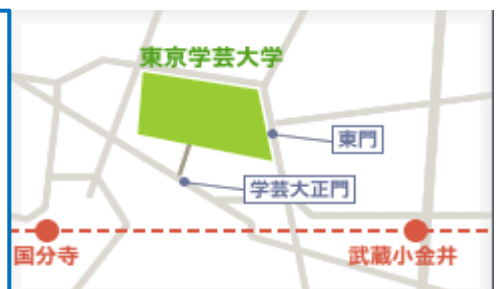 東京学芸大学
東門
学芸大正門
国分寺
武蔵小金井